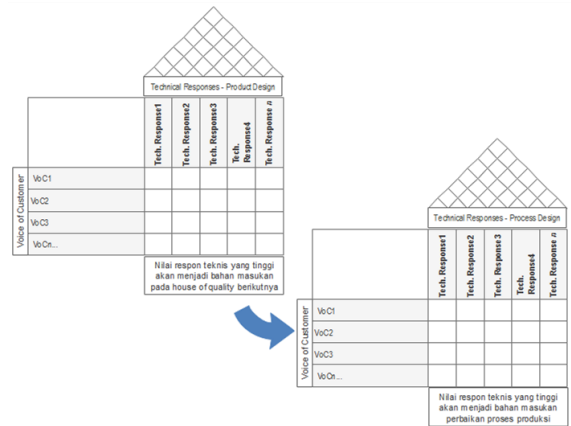 Technical Responses - Product Design
Tech. Response1
Tech. Response2
Tech. Response3
Tech.
Response4
Tech. Response n
Voice of Customer
VoC1
VoC2
VoC3
VoCn...
Nilai respon teknis yang tinggi
akan menjadi bahan masukan
pada house of quality berikutnya
Technical Responses - Process Design
Tech. Response1
Tech. Response2
Tech. Response3
Tech.
Response4
Tech. Response n
Voice of Customer
VoC1
VoC2
VoC3
VoCn...
Nilai respon teknis yang tinggi
akan menjadi bahan masukan
perbaikan proses produksi